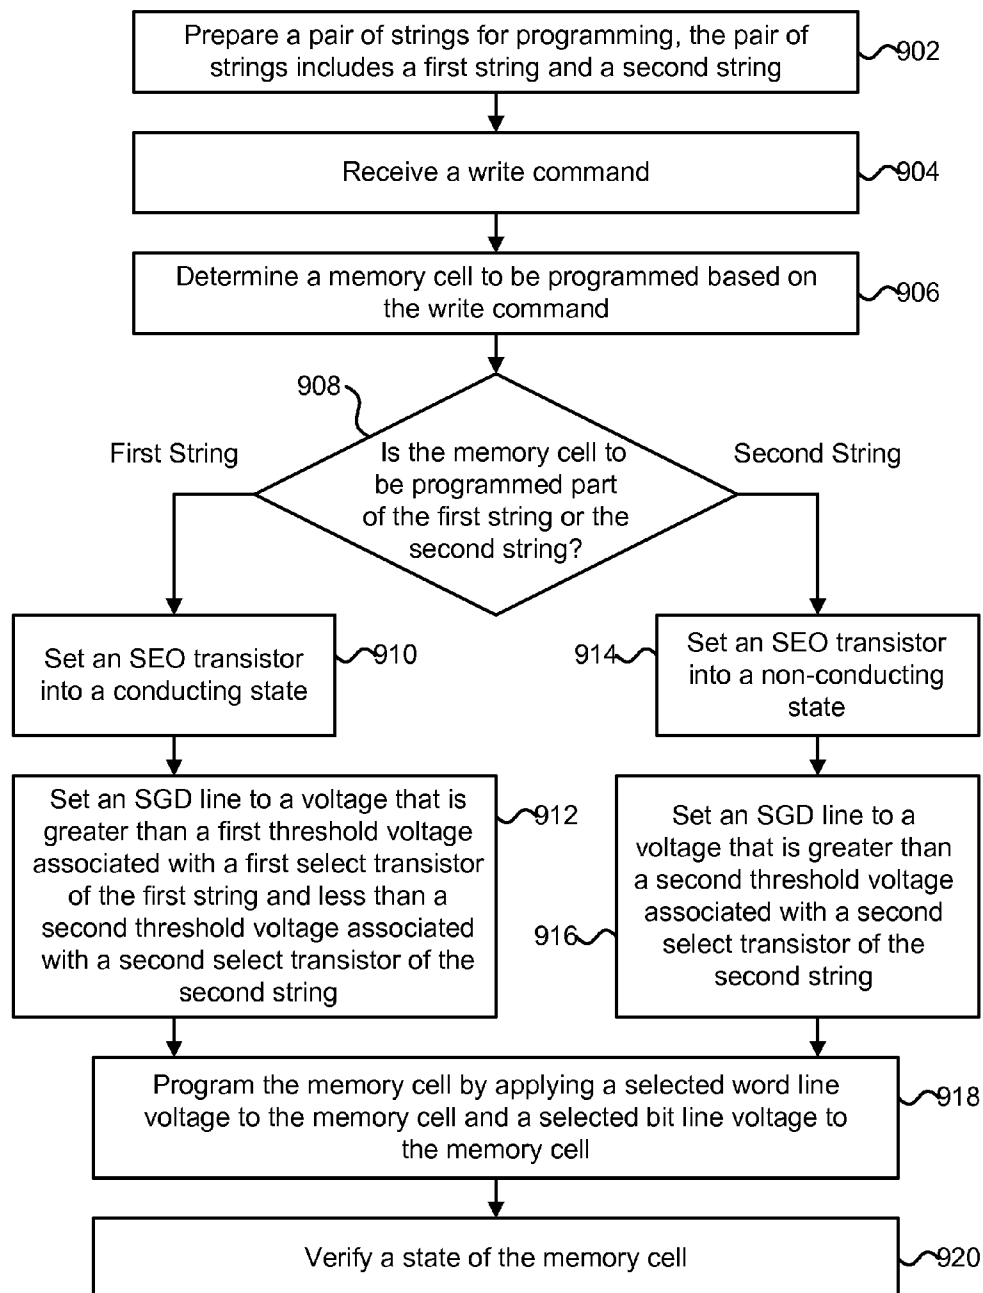 Prepare a pair of strings for programming, the pair of
strings includes a first string and a second string
902
Receive a write command
904
Determine a memory cell to be programmed based on
the write command
906
908
First String
Is the memory cell to
be programmed part
of the first string or the
second string?
Second String
Set an SEO transistor
into a conducting state
910
914
Set an SEO transistor
into a non-conducting
state
Set an SGD line to a voltage that is
greater than a first threshold voltage
associated with a first select transistor
of the first string and less than a
second threshold voltage associated
with a second select transistor of the
second string
912
916
Set an SGD line to a
voltage that is greater than
a second threshold voltage
associated with a second
select transistor of the
second string
Program the memory cell by applying a selected word line
voltage to the memory cell and a selected bit line voltage to
the memory cell
918
Verify a state of the memory cell
920